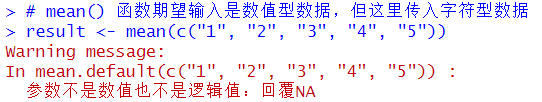 > # mean() 函数期望输入是数值型数据，但这里传入字符型数据
> result <- mean(c("1", "2", "3", "4", "5"))
Warning message:
In mean.default(c("1", "2", "3", "4", "5")) :
  参数不是数值也不是逻辑值：回覆NA